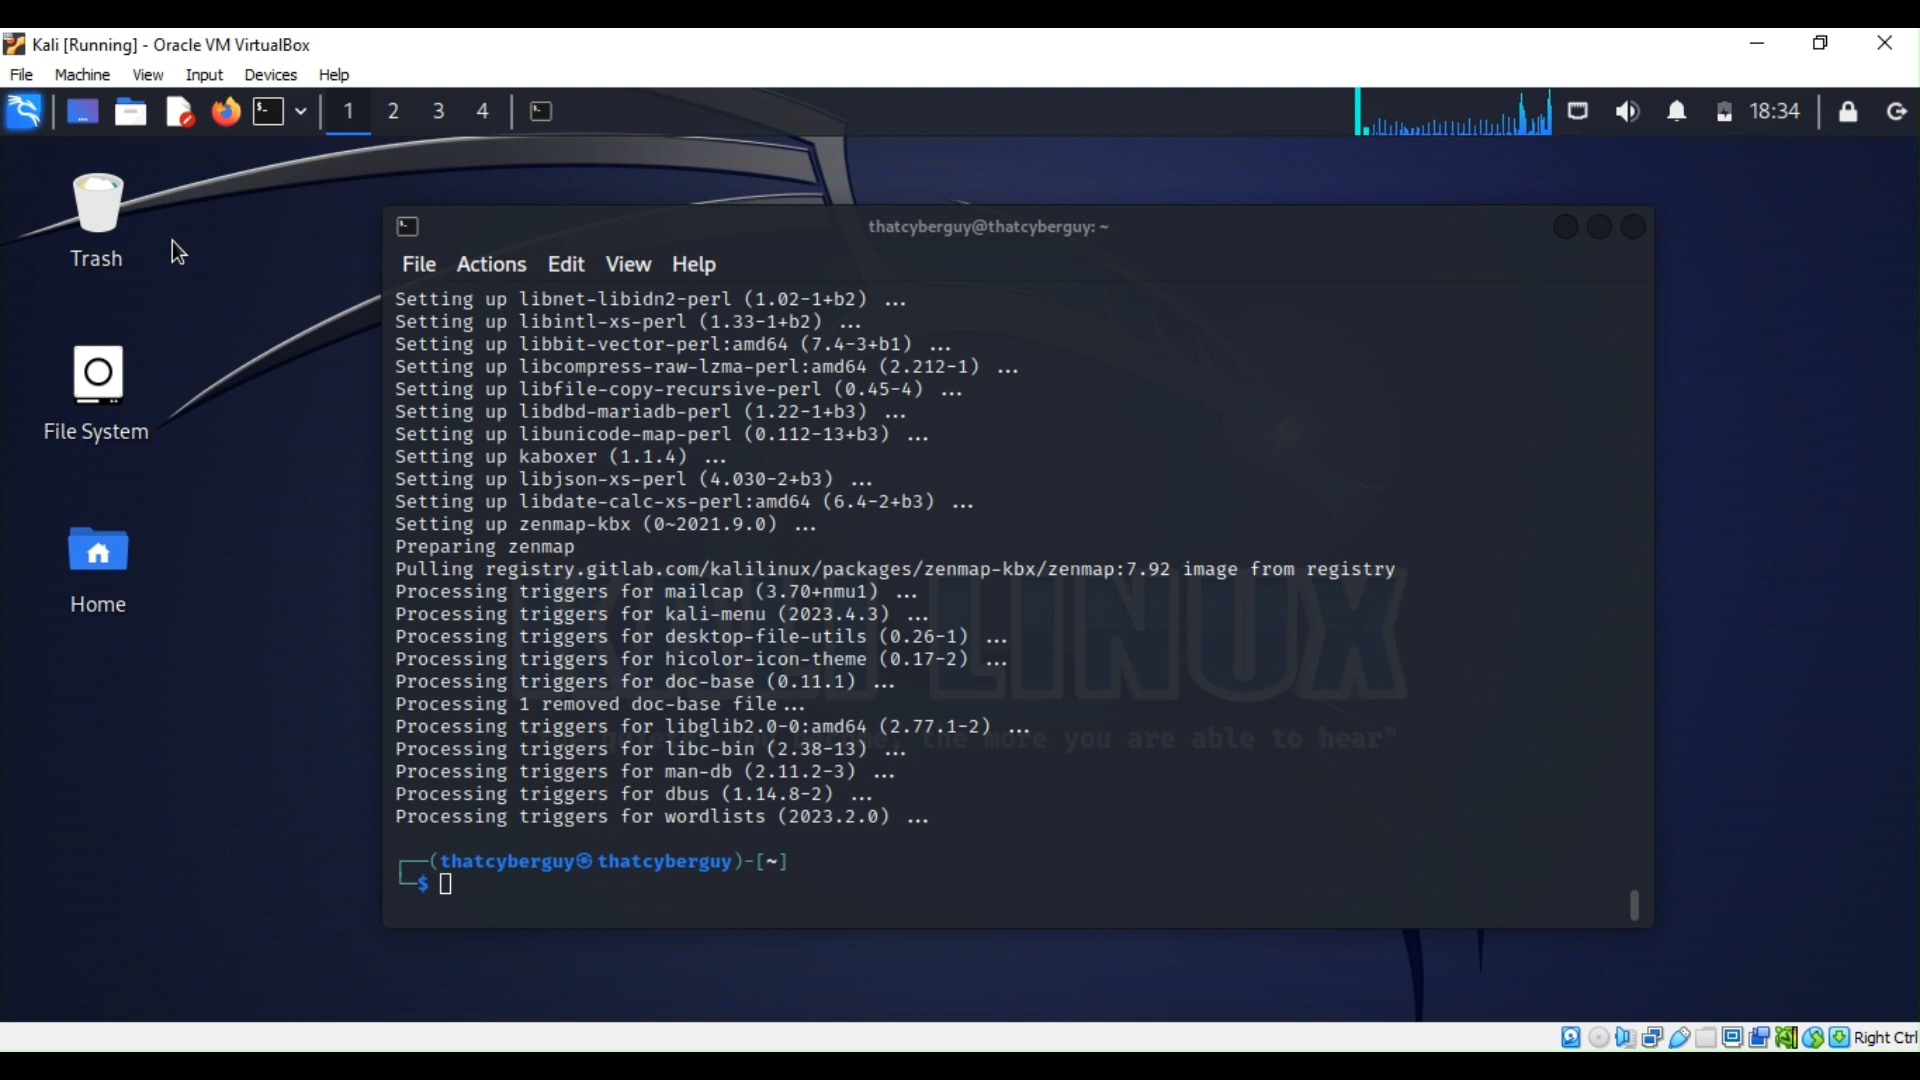 Kali [Running] - Oracle VM VirtualBox
File Machine View Input Devices Help
1 2 3 4 18:34
Trash
File System
Home
thatcyberguy@thatcyberguy: ~
File Actions Edit View Help
Setting up libnet-libidn2-perl (1.02-1+b2) ...
Setting up libintl-xs-perl (1.33-1+b2) ...
Setting up libbit-vector-perl:amd64 (7.4-3+b1) ...
Setting up libcompress-raw-lzma-perl:amd64 (2.212-1) ...
Setting up libfile-copy-recursive-perl (0.45-4) ...
Setting up libdbd-mariadb-perl (1.22-1+b3) ...
Setting up libunicode-map-perl (0.112-13+b3) ...
Setting up kaboxer (1.1.4) ...
Setting up libjson-xs-perl (4.030-2+b3) ...
Setting up libdate-calc-xs-perl:amd64 (6.4-2+b3) ...
Setting up zenmap-kbx (0~2021.9.0) ...
Preparing zenmap
Pulling registry.gitlab.com/kalilinux/packages/zenmap-kbx/zenmap:7.92 image from registry
Processing triggers for mailcap (3.70+nmu1) ...
Processing triggers for kali-menu (2023.4.3) ...
Processing triggers for desktop-file-utils (0.26-1) ...
Processing triggers for hicolor-icon-theme (0.17-2) ...
Processing triggers for doc-base (0.11.1) ...
Processing 1 removed doc-base file...
Processing triggers for libglib2.0-0:amd64 (2.77.1-2) ...
Processing triggers for libc-bin (2.38-13) ...
Processing triggers for man-db (2.11.2-3) ...
Processing triggers for dbus (1.14.8-2) ...
Processing triggers for wordlists (2023.2.0) ...
LINUX
the more you are able to hear"
┌──(thatcyberguy㉿thatcyberguy)-[~]
└─$
Right Ctrl